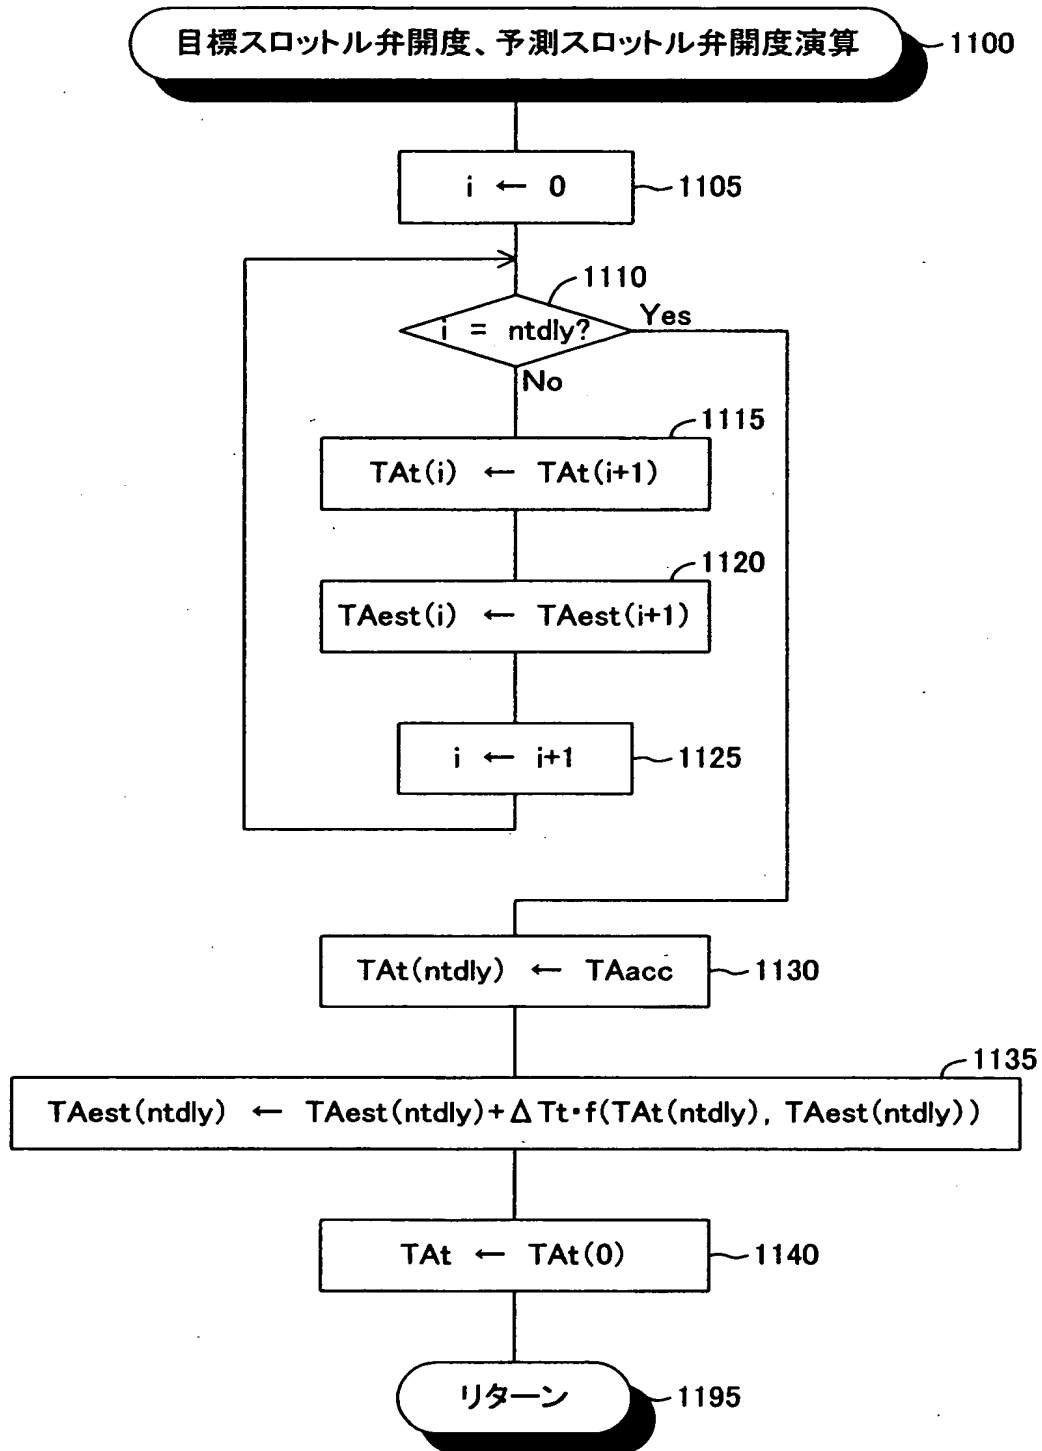 目標スロットル弁開度、予測スロットル弁開度演算
1100
i ← 0
1105
1110
i = ntdly?
Yes
No
1115
TAt(i) ← TAt(i+1)
1120
TAest(i) ← TAest(i+1)
i ← i+1
1125
TAt(ntdly) ← TAacc
1130
1135
TAest(ntdly) ← TAest(ntdly)+ΔTt・f(TAt(ntdly), TAest(ntdly))
TAt ← TAt(0)
1140
リターン
1195